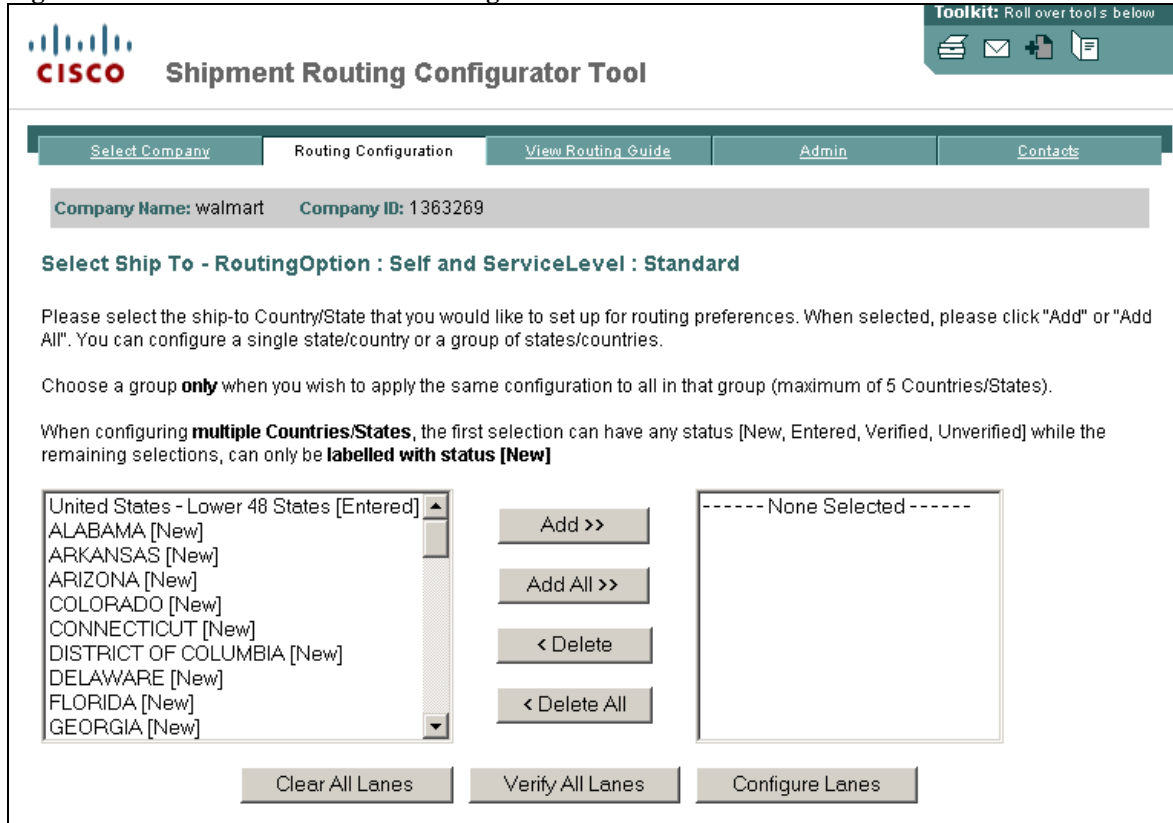 Toolkit: Roll over tools below
CISCO
Shipment Routing Configurator Tool
Select Company
Routing Configuration
View Routing Guide
Admin
Contacts
Company Name: walmart Company ID: 1363269
Select Ship To - RoutingOption : Self and ServiceLevel : Standard
Please select the ship-to Country/State that you would like to set up for routing preferences. When selected, please click "Add" or "Add
All". You can configure a single state/country or a group of states/countries.
Choose a group only when you wish to apply the same configuration to all in that group (maximum of 5 Countries/States).
When configuring multiple Countries/States, the first selection can have any status [New, Entered, Verified, Unverified] while the
remaining selections, can only be labelled with status [New]
United States - Lower 48 States [Entered]
ALABAMA [New]
ARKANSAS [New]
ARIZONA [New]
COLORADO [New]
CONNECTICUT [New]
DISTRICT OF COLUMBIA [New]
DELAWARE [New]
FLORIDA [New]
GEORGIA [New]
Add >>
Add All >>
< Delete
< Delete All
------ None Selected ------
Clear All Lanes
Verify All Lanes
Configure Lanes